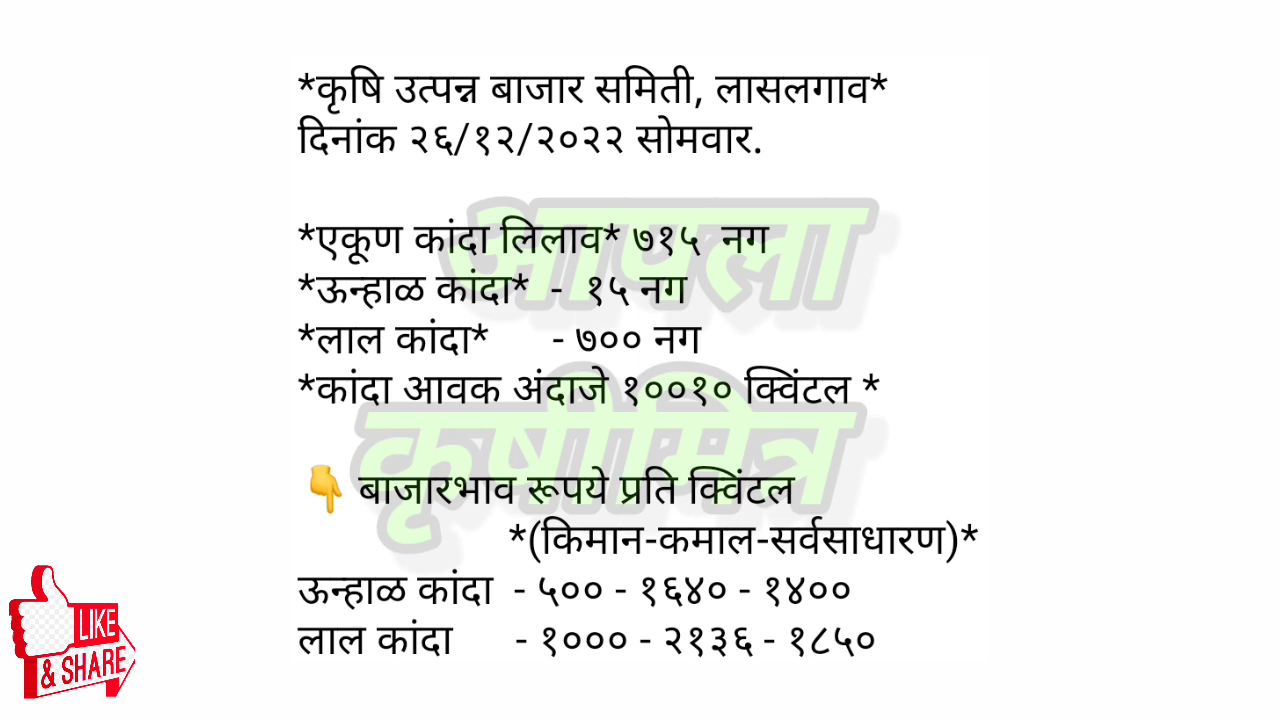 *कृषि उत्पन्न बाजार समिती, लासलगाव*
दिनांक २६/१२/२०२२ सोमवार.
*एकूण कांदा लिलाव* ७१५ नग
*ऊन्हाळ कांदा* - १५ नग
*लाल कांदा* - ७०० नग
*कांदा आवक अंदाजे १००१० क्विंटल *
👇 बाजारभाव रूपये प्रति क्विंटल
*(किमान-कमाल-सर्वसाधारण)*
ऊन्हाळ कांदा - ५०० - १६४० - १४००
लाल कांदा - १००० - २१३६ - १८५०
आपला
कृषीमित्र
LIKE
& SHARE